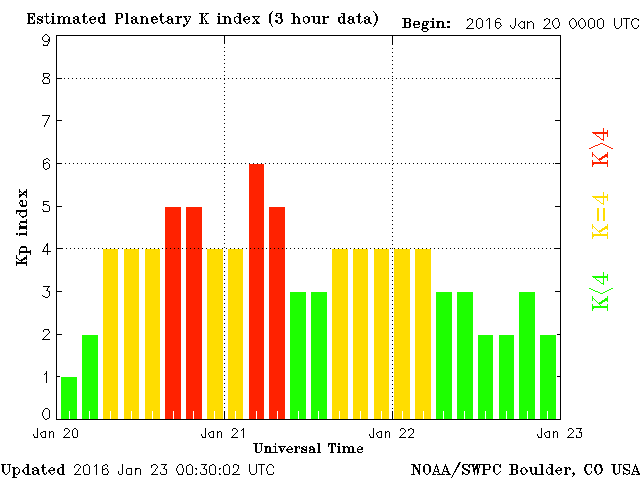 Estimated Planetary K index (3 hour data) Begin: 2016 Jan 20 0000 UTC
9
8
7
6
5
4
3
2
1
0
Kp index
K>4
K=4
K<4
Jan 20 Jan 21 Jan 22 Jan 23
Universal Time
Updated 2016 Jan 23 00:30:02 UTC NOAA/SWPC Boulder, CO USA